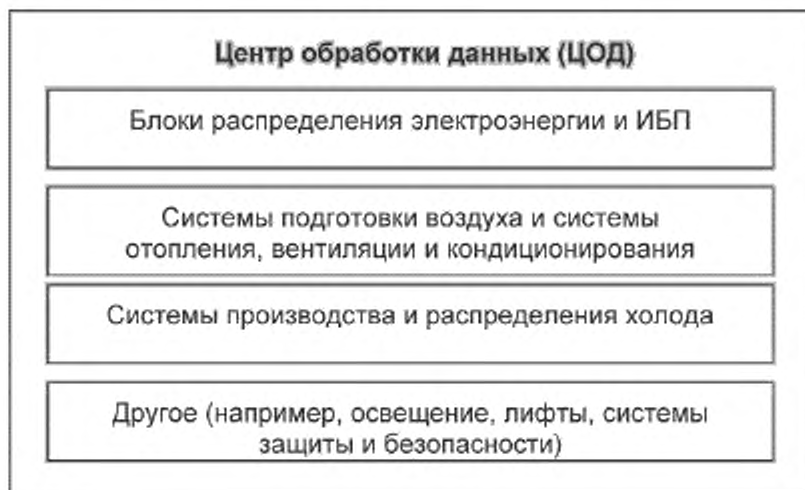 Центр обработки данных (ЦОД)
Блоки распределения электроэнергии и ИБП
Системы подготовки воздуха и системы
отопления, вентиляции и кондиционирования
Системы производства и распределения холода
Другое (например, освещение, лифты, системы
защиты и безопасности)